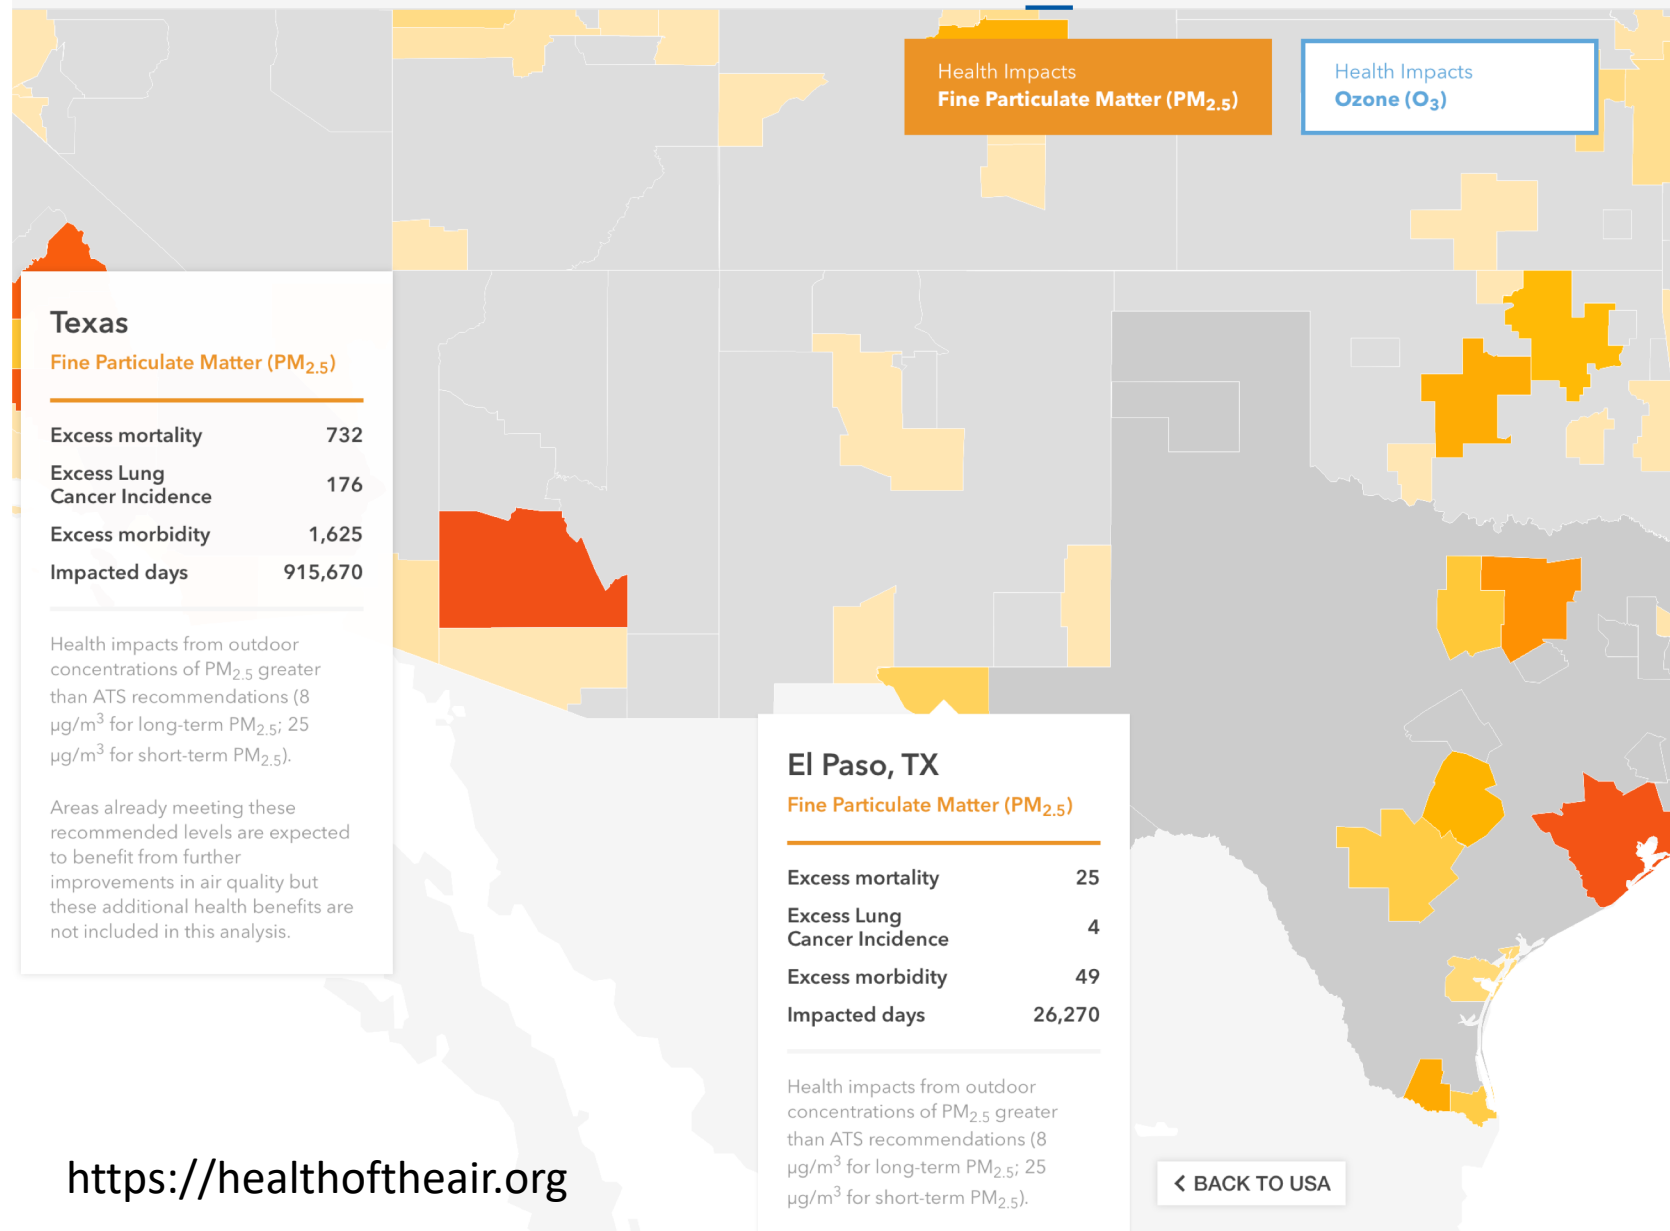 Health Impacts
Fine Particulate Matter (PM2.5)
Health Impacts
Ozone (O3)
Texas
Fine Particulate Matter (PM2.5)
Excess mortality 732
Excess Lung
Cancer Incidence 176
Excess morbidity 1,625
Impacted days 915,670
Health impacts from outdoor
concentrations of PM2.5 greater
than ATS recommendations (8
µg/m3 for long-term PM2.5; 25
µg/m3 for short-term PM2.5).
Areas already meeting these
recommended levels are expected
to benefit from further
improvements in air quality but
these additional health benefits are
not included in this analysis.
El Paso, TX
Fine Particulate Matter (PM2.5)
Excess mortality 25
Excess Lung
Cancer Incidence 4
Excess morbidity 49
Impacted days 26,270
Health impacts from outdoor
concentrations of PM2.5 greater
than ATS recommendations (8
µg/m3 for long-term PM2.5; 25
µg/m3 for short-term PM2.5).
https://healthoftheair.org
< BACK TO USA